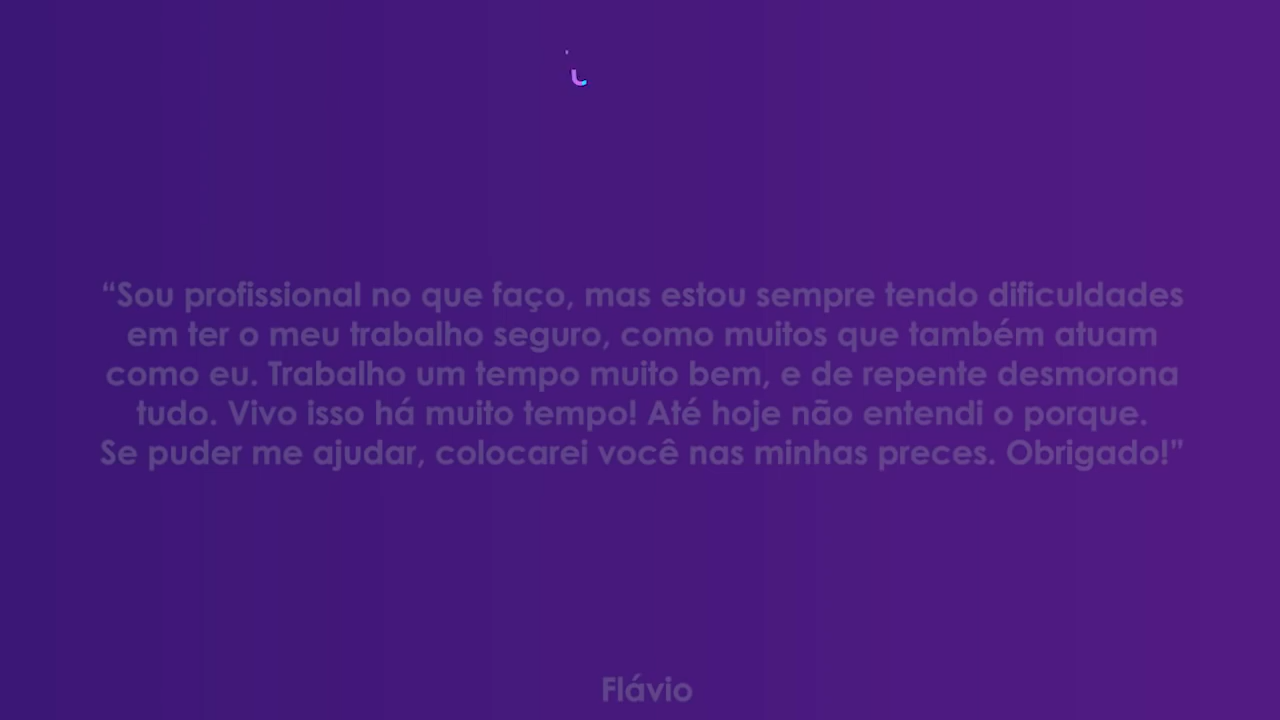 “Sou profissional no que faço, mas estou sempre tendo dificuldades
em ter o meu trabalho seguro, como muitos que também atuam
como eu. Trabalho um tempo muito bem, e de repente desmorona
tudo. Vivo isso há muito tempo! Até hoje não entendi o porque.
Se puder me ajudar, colocarei você nas minhas preces. Obrigado!”
Flávio